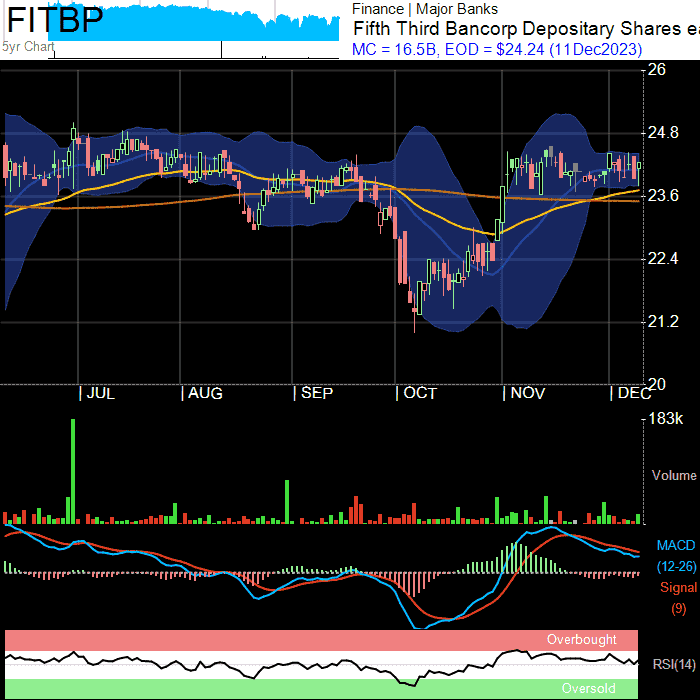 FITBP
5yr Chart
Finance | Major Banks
Fifth Third Bancorp Depositary Shares ea
MC = 16.5B, EOD = $24.24 (11Dec2023)
26
24.8
23.6
22.4
21.2
20
| JUL | AUG | SEP | OCT | NOV | DEC
183k
Volume
MACD
(12-26)
Signal
(9)
Overbought
RSI(14)
Oversold